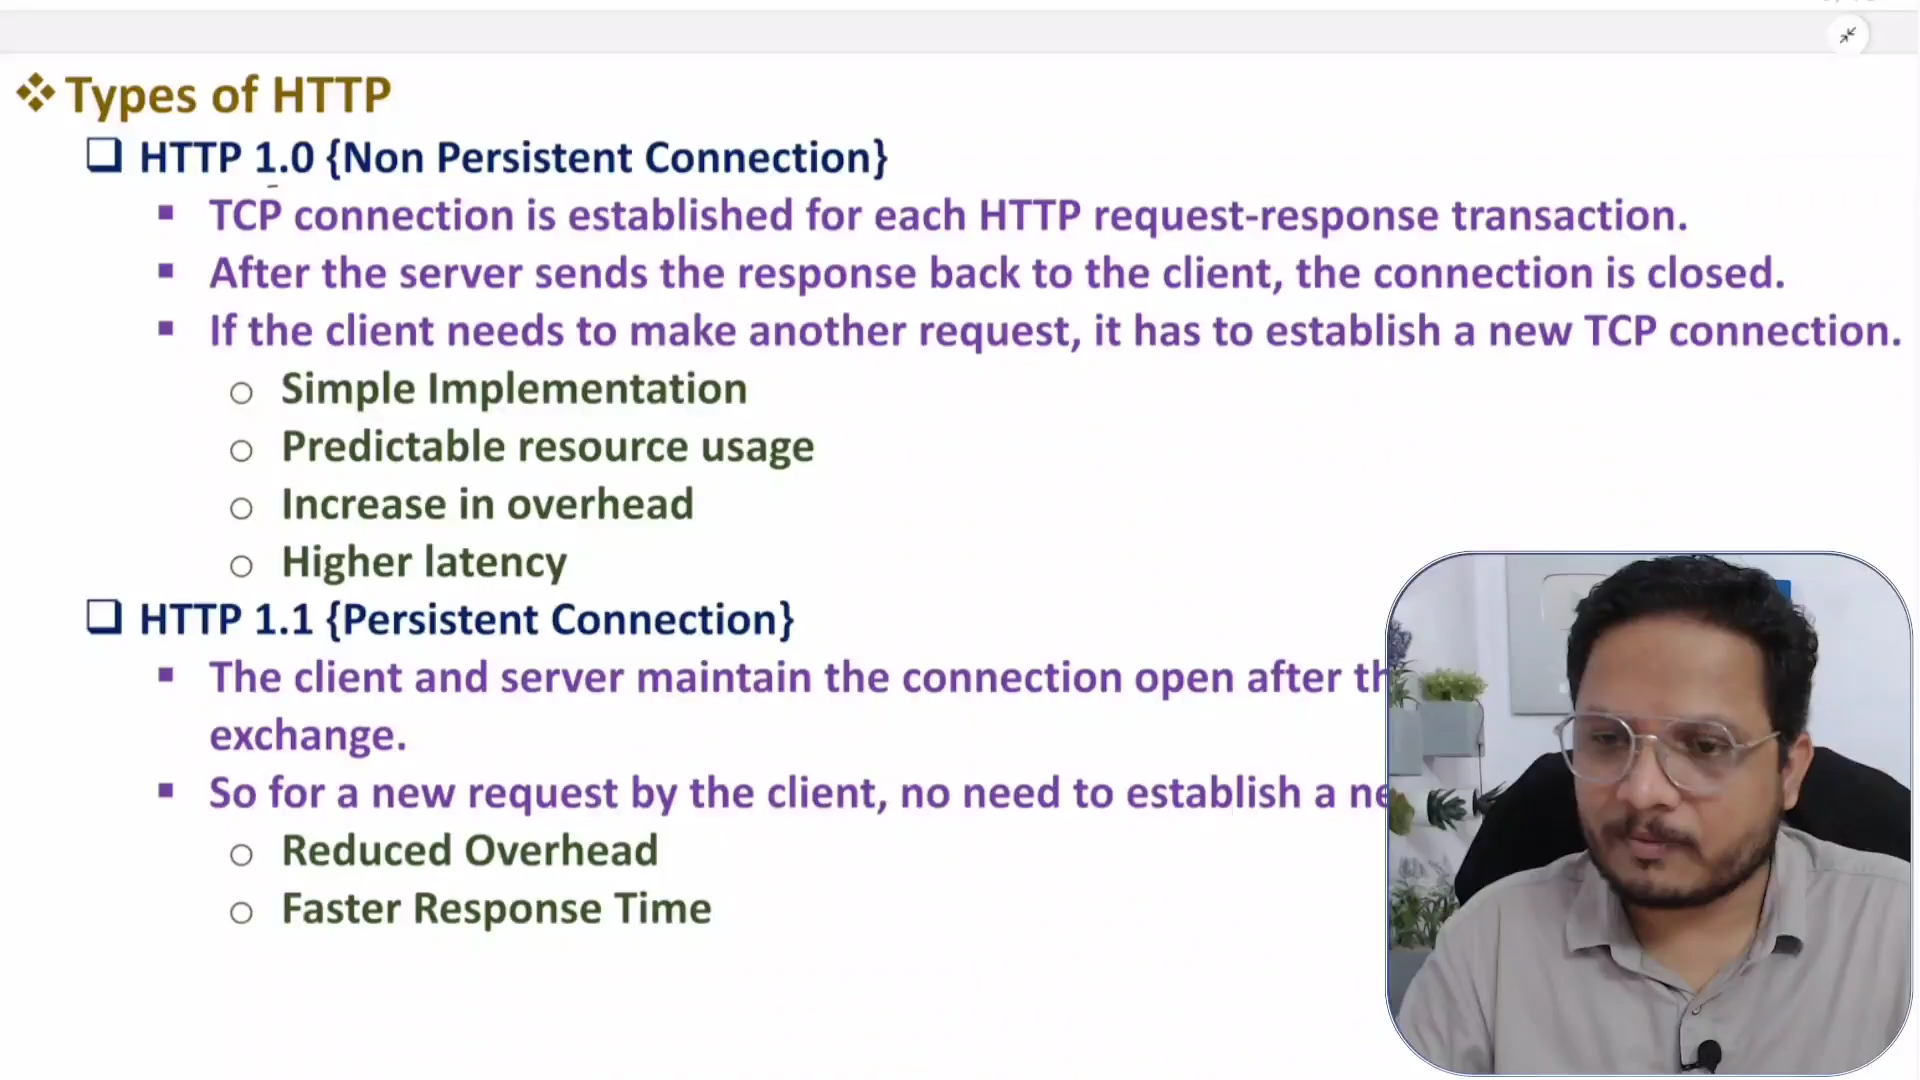 Types of HTTP
HTTP 1.0 {Non Persistent Connection}
TCP connection is established for each HTTP request-response transaction.
After the server sends the response back to the client, the connection is closed.
If the client needs to make another request, it has to establish a new TCP connection.
Simple Implementation
Predictable resource usage
Increase in overhead
Higher latency
HTTP 1.1 {Persistent Connection}
The client and server maintain the connection open after
exchange.
So for a new request by the client, no need to establish a
Reduced Overhead
Faster Response Time